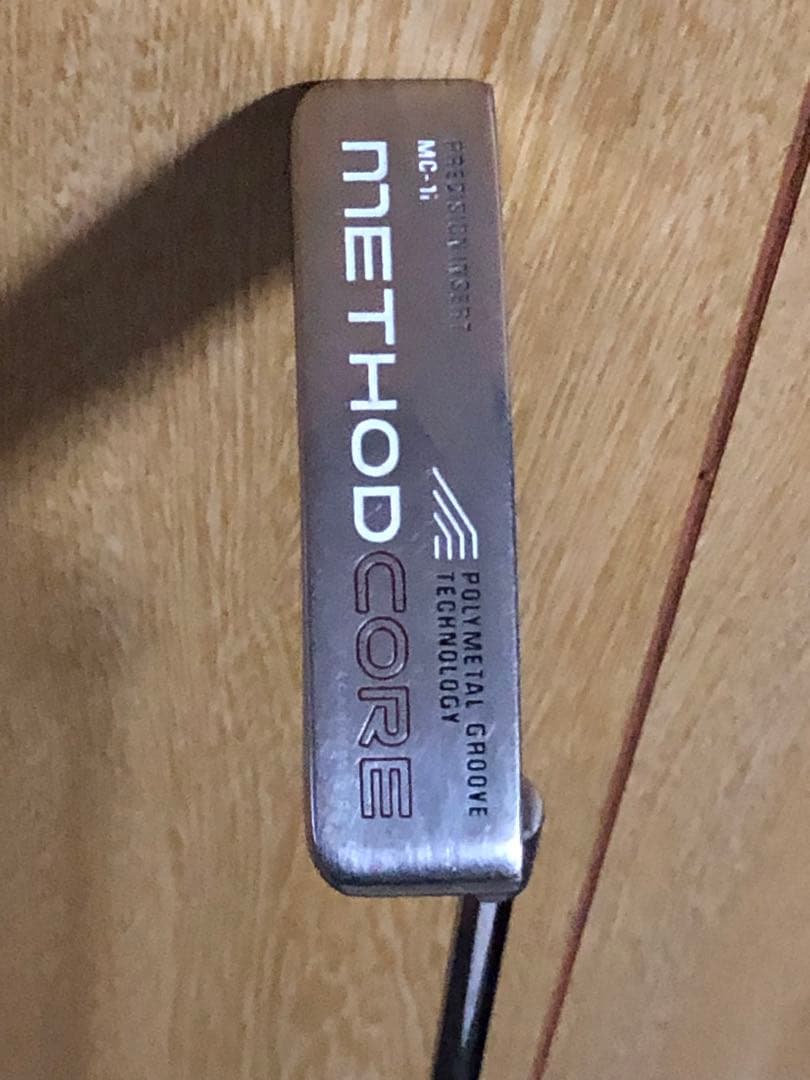 PRECISION INSERT
MC-1i
METHOD CORE
POLYMETAL GROOVE
TECHNOLOGY